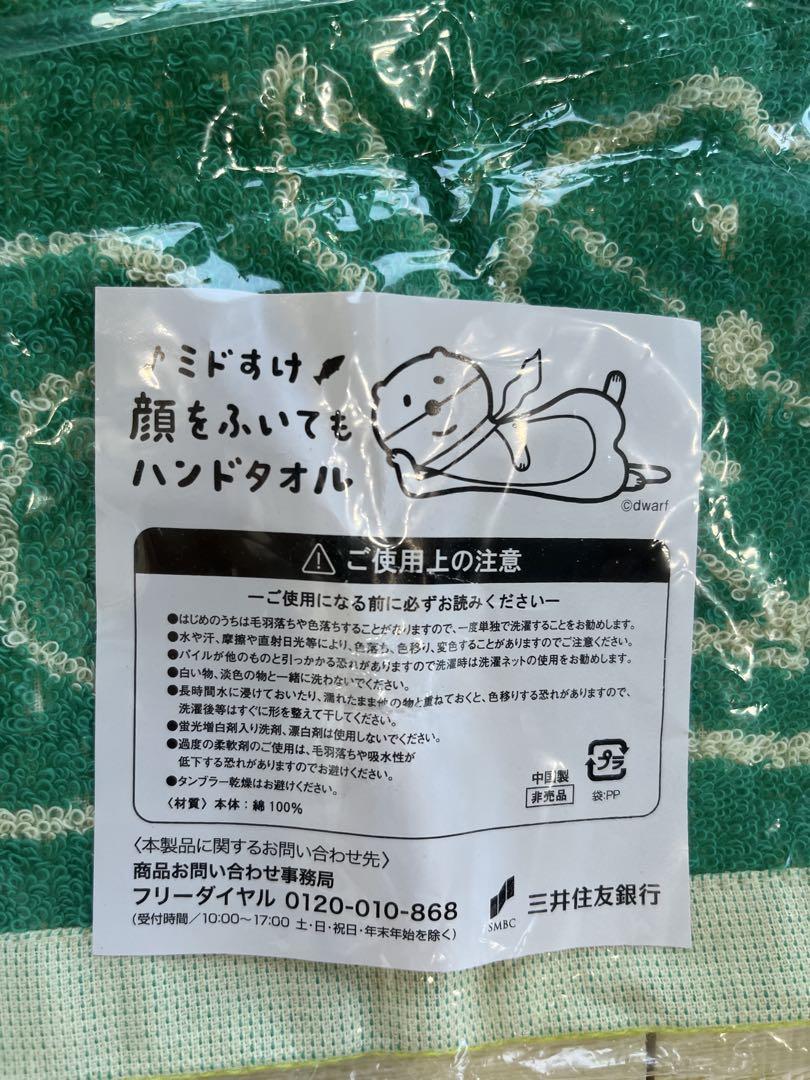 ♪ミドすけ
顔をふいても
ハンドタオル
©dwarf
ご使用上の注意
ーご使用になる前に必ずお読みくださいー
●はじめのうちは毛羽落ちや色落ちすることがありますので、一度単独で洗濯することをお勧めします。
●水や汗、摩擦や直射日光等により、色落ち、色移り、変色することがありますのでご注意ください。
●パイルが他のものと引っかかる恐れがありますので洗濯時は洗濯ネットの使用をお勧めします。
●白い物、淡色の物と一緒に洗わないでください。
●長時間水に浸けておいたり、濡れたまま他の物と重ねておくと、色移りする恐れがありますので、
洗濯後等はすぐに形を整えて干してください。
●蛍光増白剤入り洗剤、漂白剤は使用しないでください。
●過度の柔軟剤のご使用は、毛羽落ちや吸水性が
低下する恐れがありますのでお避けください。
●タンブラー乾燥はお避けください。
〈材質〉本体：綿100%
中国製
非売品
プラ
袋:PP
〈本製品に関するお問い合わせ先〉
商品お問い合わせ事務局
フリーダイヤル 0120-010-868
(受付時間／10:00〜17:00 土・日・祝日・年末年始を除く)
SMBC
三井住友銀行